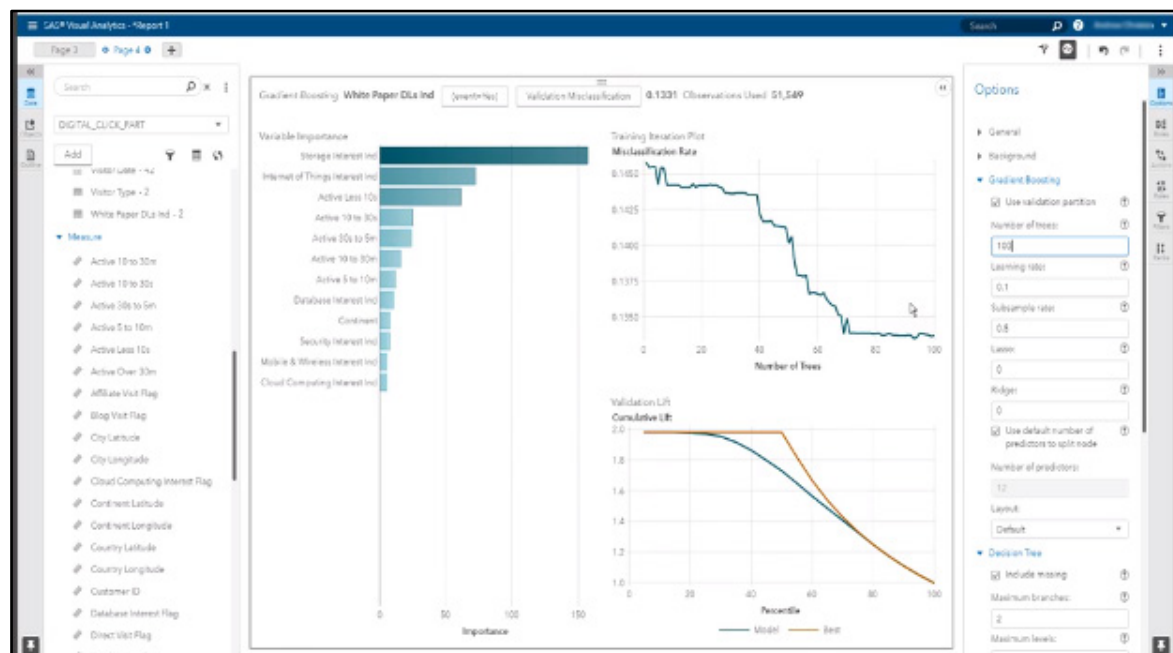 SAS® Visual Analytics - *Report 1
Search
Page 3
Page 4
Data
Search
DIGITAL_CLICK_PART
Add
Visitor Type - 2
White Paper DLs Ind - 2
Measure
Active 10 to 30m
Active 10 to 30s
Active 30s to 5m
Active 5 to 10m
Active Less 10s
Active Over 30m
Affiliate Visit Flag
Blog Visit Flag
City Latitude
City Longitude
Cloud Computing Interest Flag
Continent Latitude
Continent Longitude
Country Latitude
Country Longitude
Customer ID
Database Interest Flag
Direct Visit Flag
Gradient Boosting White Paper DLs Ind (event=Yes) Validation Misclassification 0.1331 Observations Used 51,549
Variable Importance
Storage Interest Ind
Internet of Things Interest Ind
Active Less 10s
Active 10 to 30s
Active 30s to 5m
Active 10 to 30m
Active 5 to 10m
Database Interest Ind
Continent
Security Interest Ind
Mobile & Wireless Interest Ind
Cloud Computing Interest Ind
0 50 100 150
Importance
Training Iteration Plot
Misclassification Rate
0.1450
0.1425
0.1400
0.1375
0.1350
0 20 40 60 80 100
Number of Trees
Validation Lift
Cumulative Lift
2.0
1.8
1.6
1.4
1.2
1.0
0 20 40 60 80 100
Percentile
Model Best
Options
General
Background
Gradient Boosting
Use validation partition
Number of trees:
100
Learning rate:
0.1
Subsample rate:
0.5
Lasso:
0
Ridge:
0
Use default number of
predictors to split node
Number of predictors:
12
Layout:
Default
Decision Tree
Include missing
Maximum branches:
2
Maximum levels: